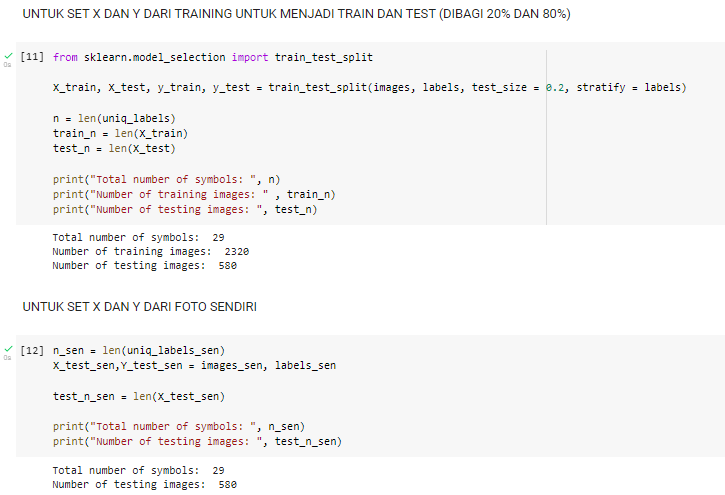 UNTUK SET X DAN Y DARI TRAINING UNTUK MENJADI TRAIN DAN TEST (DIBAGI 20% DAN 80%)
[11] from sklearn.model_selection import train_test_split
0s
X_train, X_test, y_train, y_test = train_test_split(images, labels, test_size = 0.2, stratify = labels)
n = len(uniq_labels)
train_n = len(X_train)
test_n = len(X_test)
print("Total number of symbols: ", n)
print("Number of training images: " , train_n)
print("Number of testing images: ", test_n)
Total number of symbols:  29
Number of training images:  2320
Number of testing images:  580
UNTUK SET X DAN Y DARI FOTO SENDIRI
[12] n_sen = len(uniq_labels_sen)
0s
X_test_sen,Y_test_sen = images_sen, labels_sen
test_n_sen = len(X_test_sen)
print("Total number of symbols: ", n_sen)
print("Number of testing images: ", test_n_sen)
Total number of symbols:  29
Number of testing images:  580